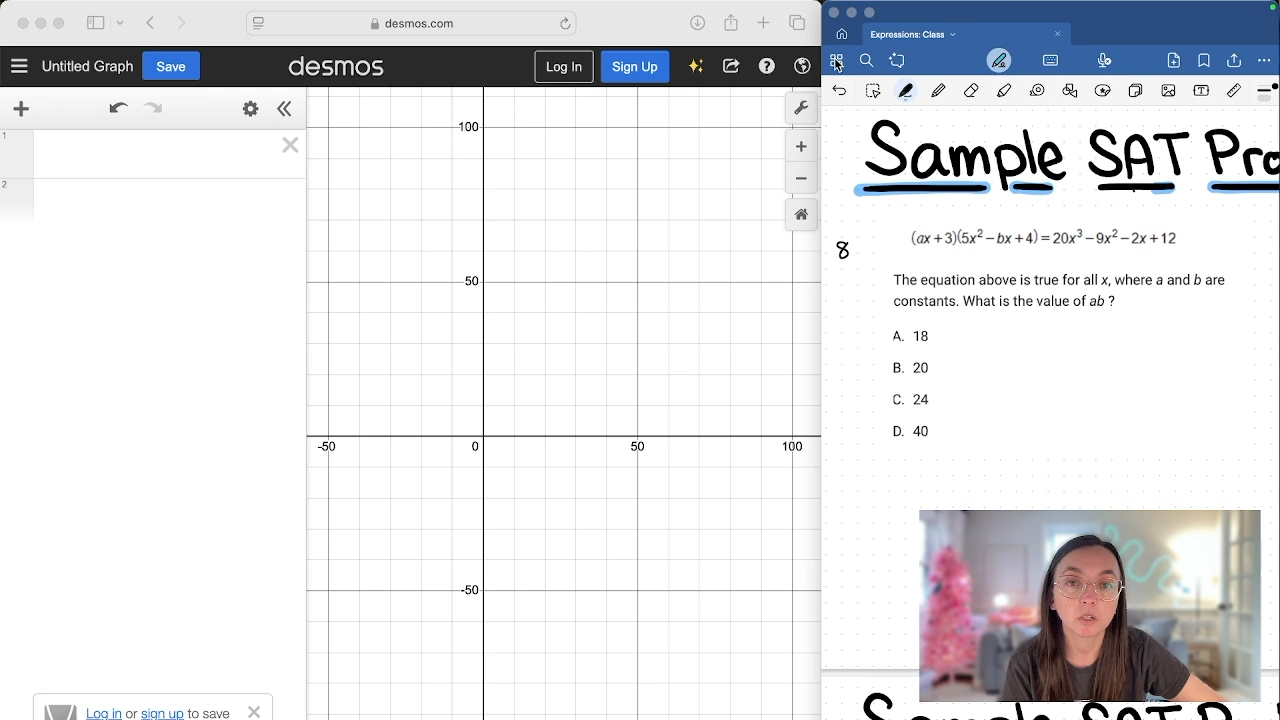 desmos.com
Expressions: Class
Untitled Graph
Save
desmos
Log In
Sign Up
1
2
100
50
-50
0
50
100
-50
Log in or sign up to save
Sample SAT Pro
8
(ax+3)(5x²−bx+4)=20x³−9x²−2x+12
The equation above is true for all x, where a and b are
constants. What is the value of ab ?
A. 18
B. 20
C. 24
D. 40